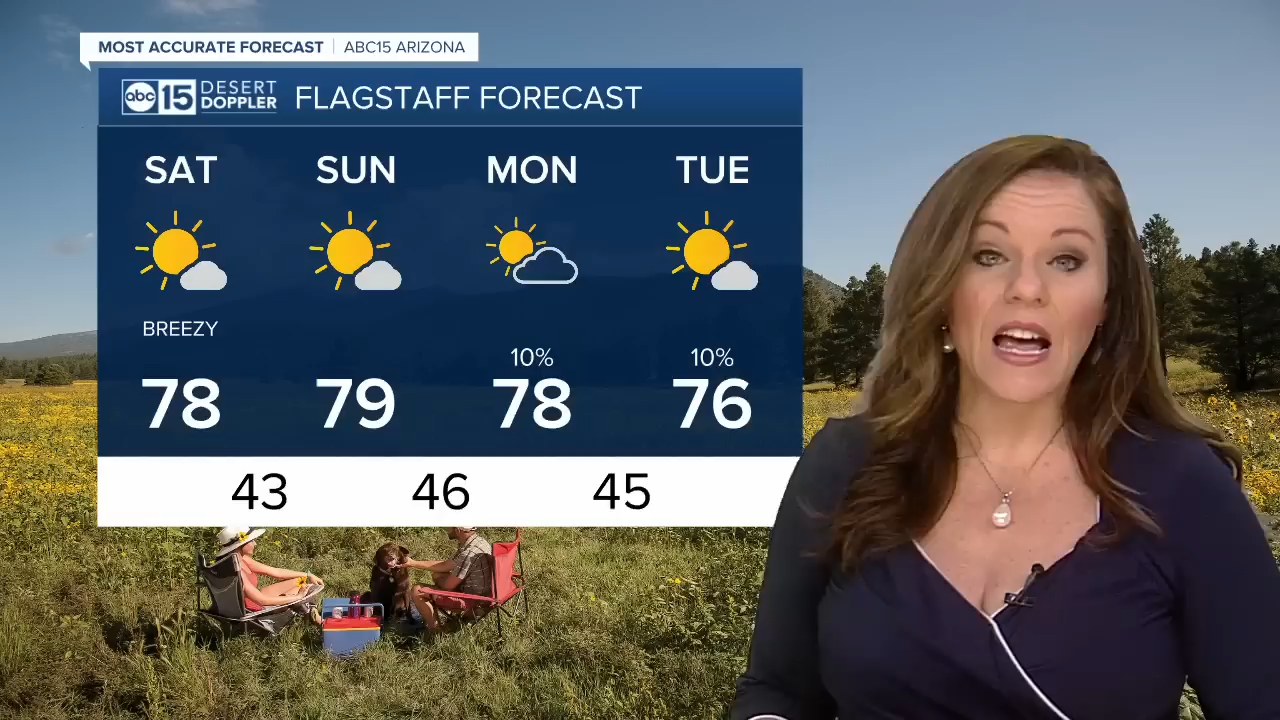 MOST ACCURATE FORECAST | ABC15 ARIZONA
abc 15 DESERT DOPPLER FLAGSTAFF FORECAST
SAT SUN MON TUE
BREEZY
10% 10%
78 79 78 76
43 46 45